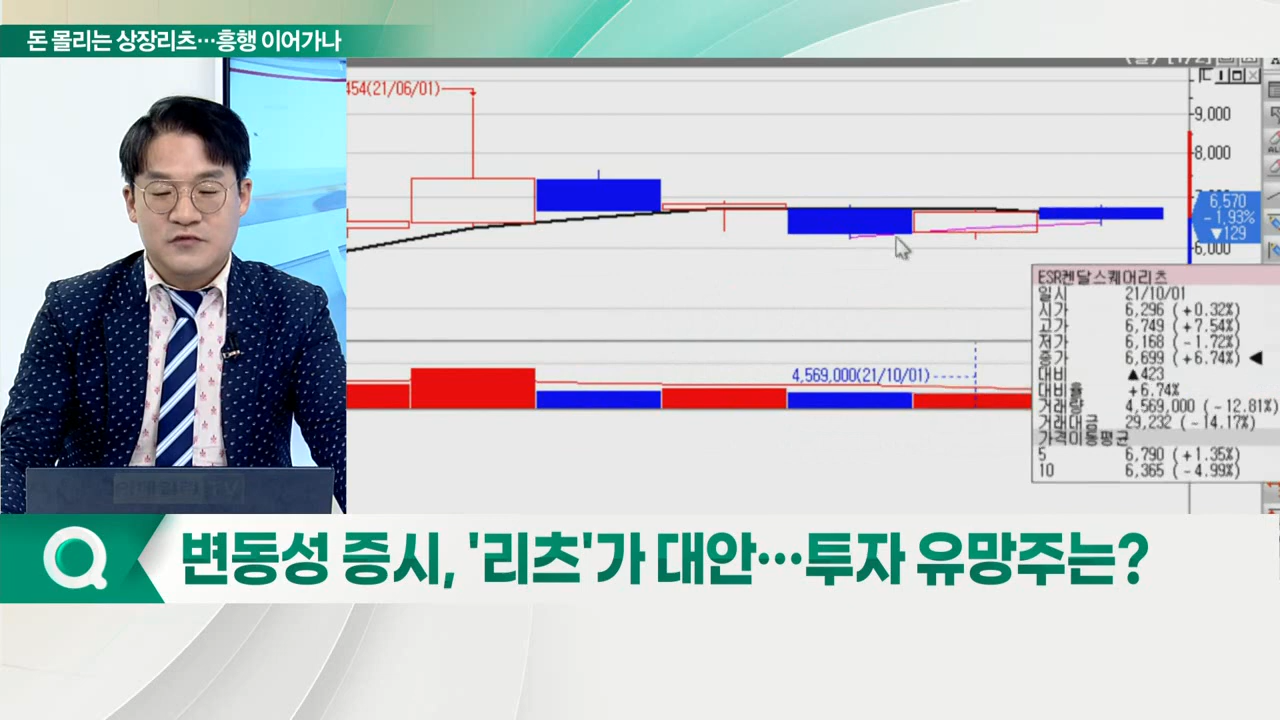 돈 몰리는 상장리츠…흥행 이어가나
454(21/06/01)
9,000
8,000
6,570
-1,93%
▼129
6,000
ESR켄달스퀘어리츠
일시 21/10/01
시가 6,296 (+0.32%)
고가 6,749 (+7.54%)
저가 6,168 (-1.72%)
종가 6,699 (+6.74%) ◀
대비 ▲423
대비율 +6.74%
거래량 4,569,000 (-12.81%)
거래대금 29,232 (-14.17%)
가격이동평균
5 6,790 (+1.35%)
10 6,365 (-4.99%)
4,569,000(21/10/01)
이데일리 TV
변동성 증시, '리츠'가 대안…투자 유망주는?